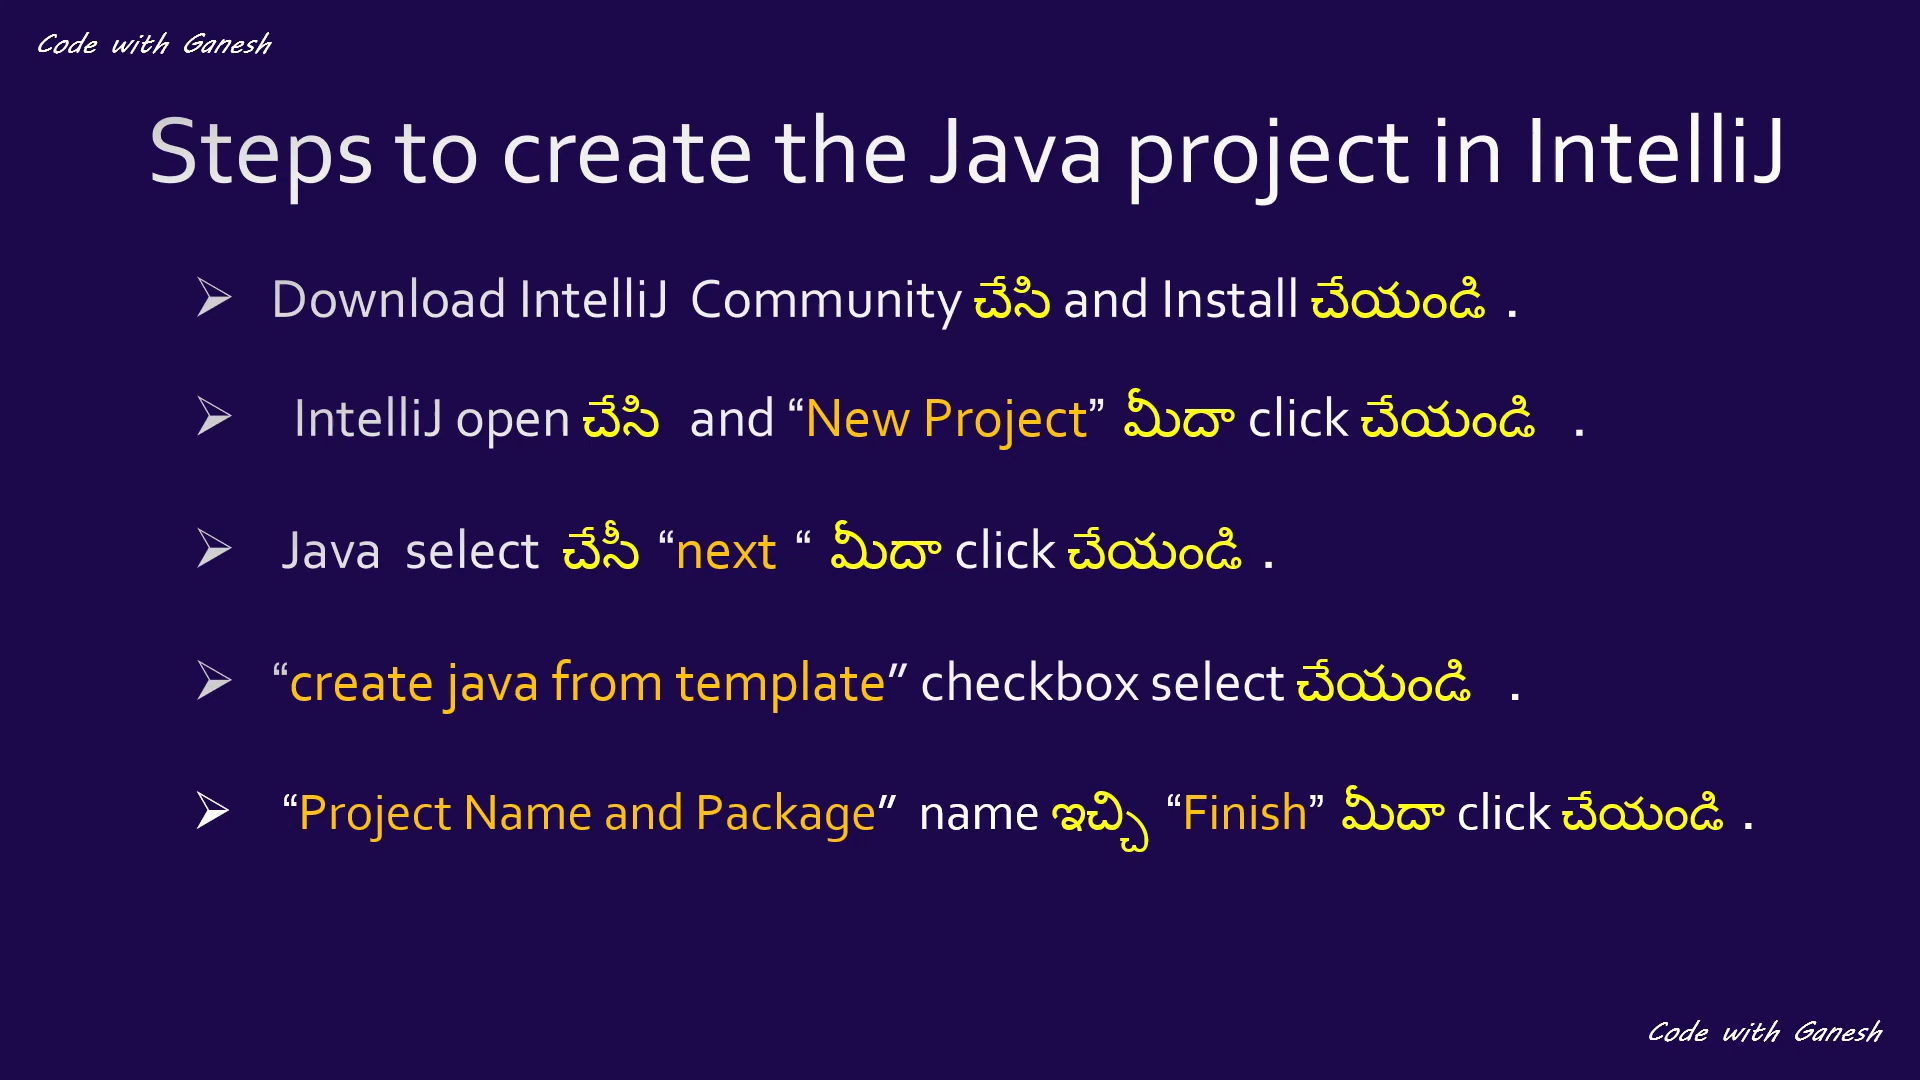 Code with Ganesh
Steps to create the Java project in IntelliJ
➢ Download IntelliJ Community చేసి and Install చేయండి .
➢ IntelliJ open చేసి and “New Project” మీదా click చేయండి .
➢ Java select చేసీ “next “ మీదా click చేయండి .
➢ “create java from template” checkbox select చేయండి .
➢ “Project Name and Package” name ఇచ్చి “Finish” మీదా click చేయండి .
Code with Ganesh